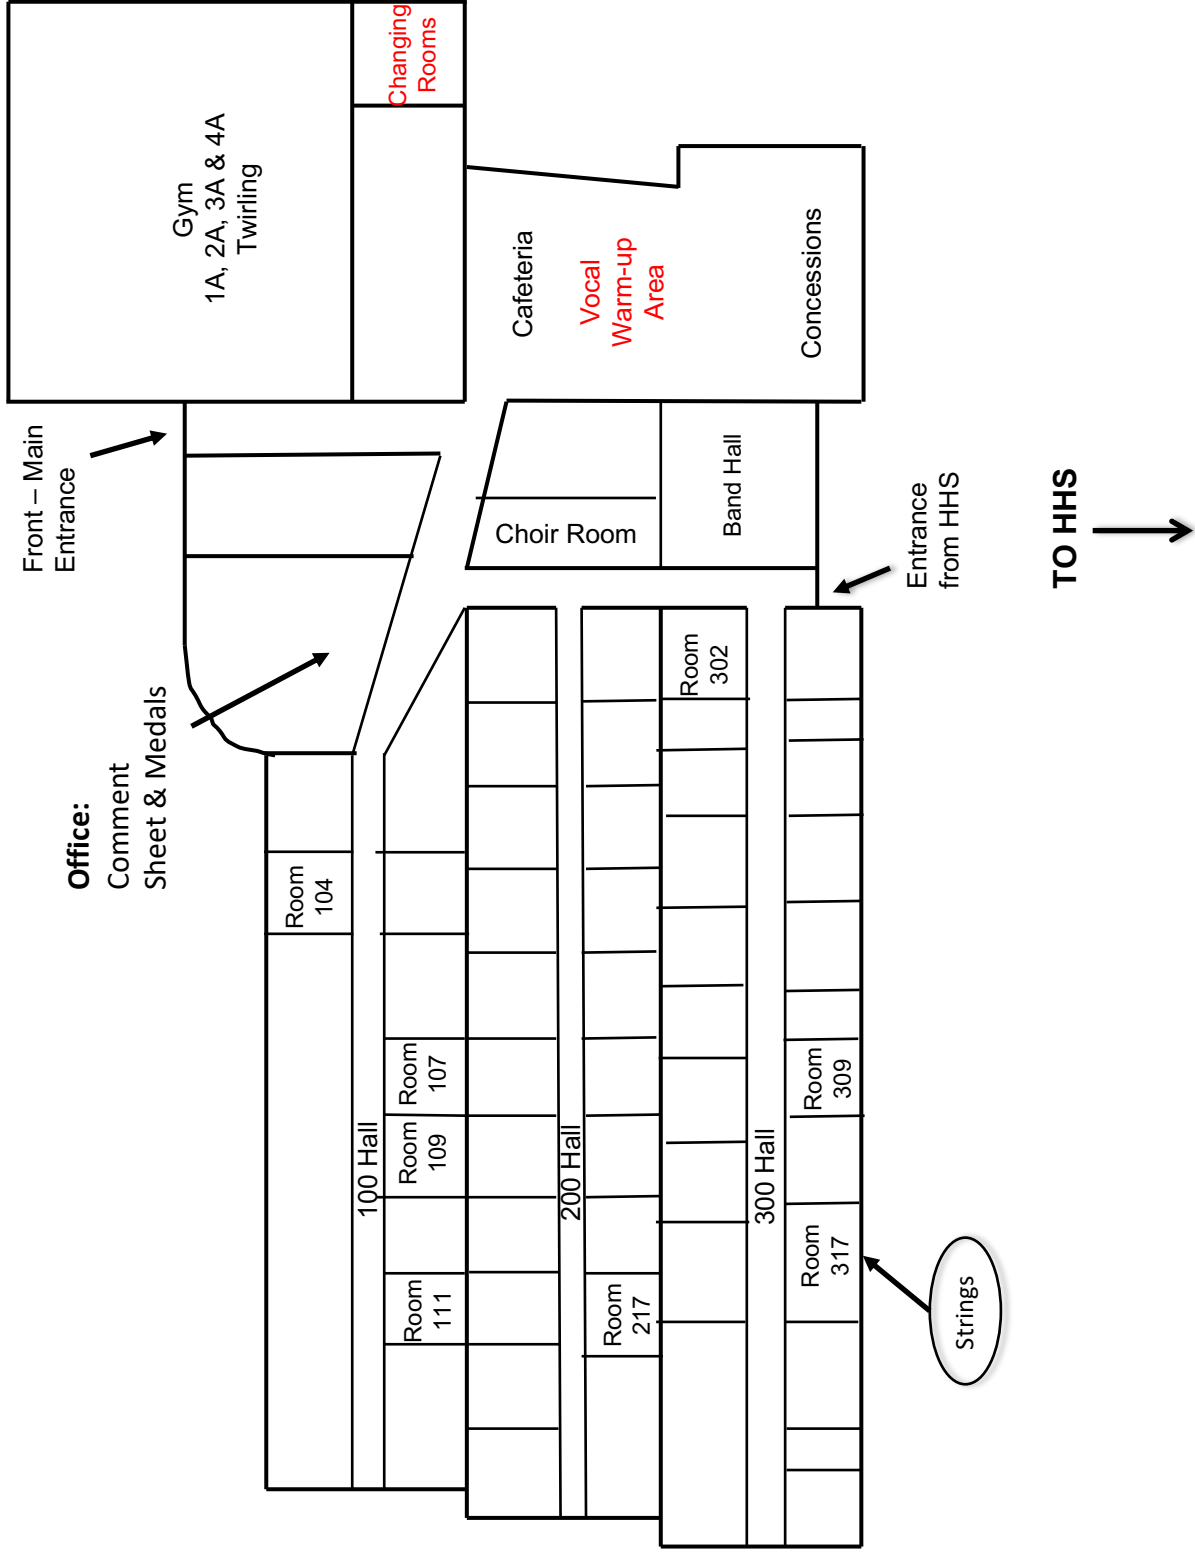 Office:
Comment
Sheet & Medals
Front – Main
Entrance
Gym
1A, 2A, 3A & 4A
Twirling
Changing
Rooms
Room
104
100 Hall
Room
111
Room
109
Room
107
Cafeteria
Vocal
Warm-up
Area
Concessions
Choir Room
Band Hall
200 Hall
Room
217
Room
302
300 Hall
Room
317
Room
309
Strings
Entrance
from HHS
TO HHS